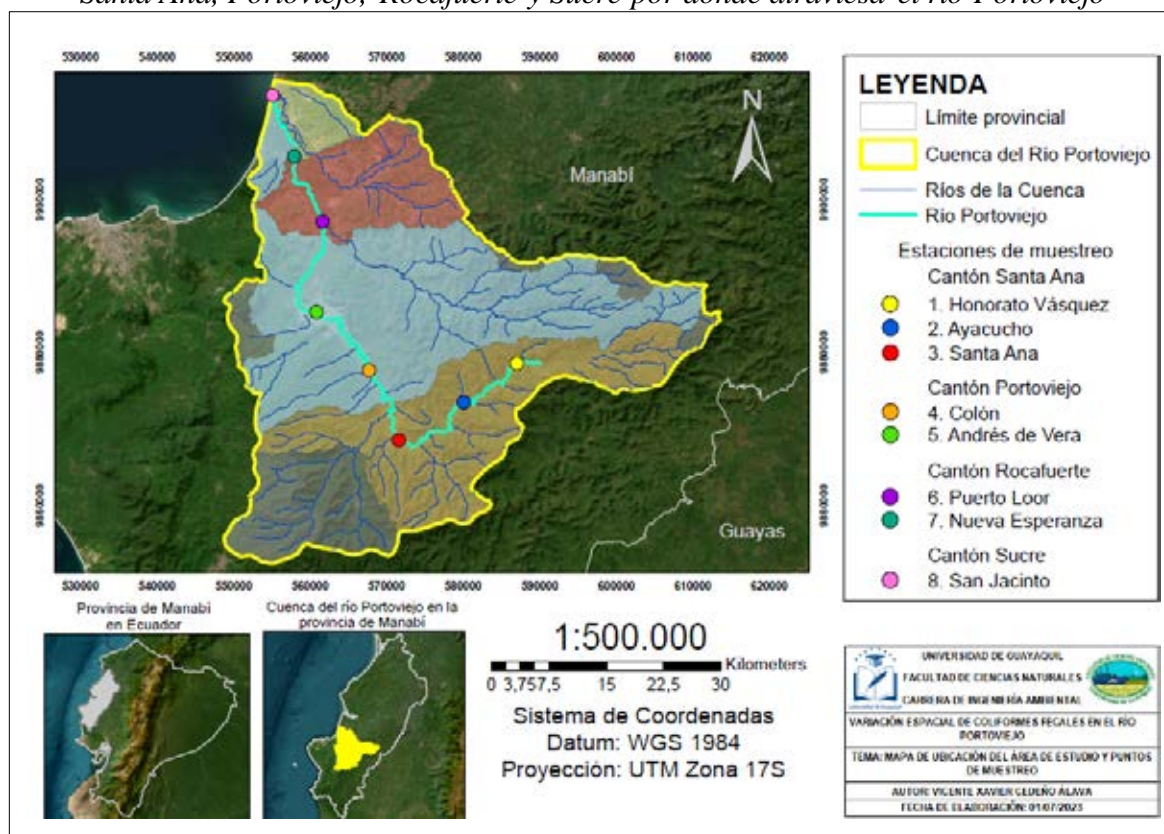 Santa Ana, Portoviejo, Rocafuerte y Sucre por donde atraviesa el río Portoviejo
530000 540000 550000 560000 570000 580000 590000 600000 610000 620000
N
Manabí
Guayas
9880000
9880000
9860000
9860000
530000 540000 550000 560000 570000 580000 590000 600000 610000 620000
LEYENDA
Límite provincial
Cuenca del Río Portoviejo
Ríos de la Cuenca
Río Portoviejo
Estaciones de muestreo
Cantón Santa Ana
1. Honorato Vásquez
2. Ayacucho
3. Santa Ana
Cantón Portoviejo
4. Colón
5. Andrés de Vera
Cantón Rocafuerte
6. Puerto Loor
7. Nueva Esperanza
Cantón Sucre
8. San Jacinto
Provincia de Manabí
en Ecuador
Cuenca del río Portoviejo en la
provincia de Manabí
1:500.000
Kilometers
0 3,75 7,5 15 22,5 30
Sistema de Coordenadas
Datum: WGS 1984
Proyección: UTM Zona 17S
UNIVERSIDAD DE GUAYAQUIL
FACULTAD DE CIENCIAS NATURALES
CARRERA DE INGENIERÍA AMBIENTAL
VARIACIÓN ESPACIAL DE COLIFORMES FECALES EN EL RÍO
PORTOVIEJO
TEMA: MAPA DE UBICACIÓN DEL ÁREA DE ESTUDIO Y PUNTOS
DE MUESTREO
AUTOR: VICENTE XAVIER CEDEÑO ÁLAVA
FECHA DE ELABORACIÓN: 01/07/2023